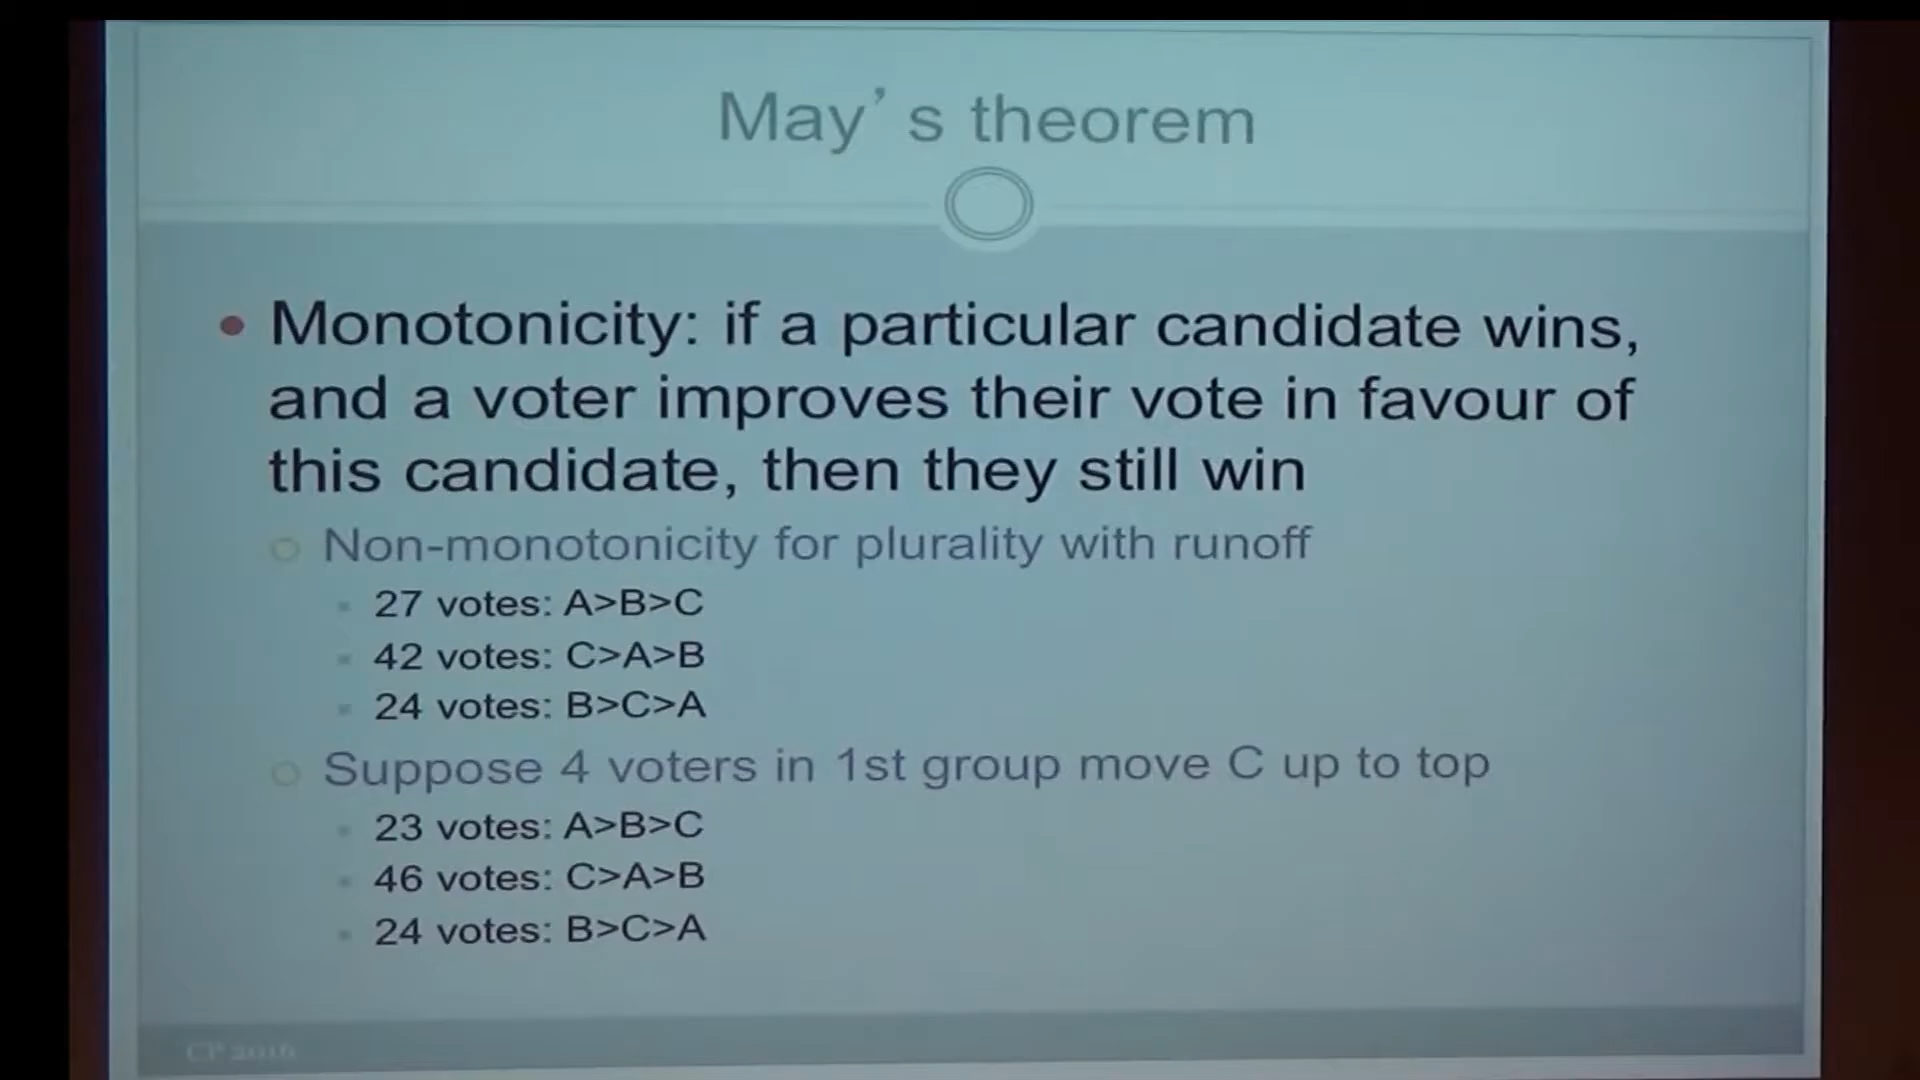 May's theorem
Monotonicity: if a particular candidate wins,
and a voter improves their vote in favour of
this candidate, then they still win
Non-monotonicity for plurality with runoff
27 votes: A>B>C
42 votes: C>A>B
24 votes: B>C>A
Suppose 4 voters in 1st group move C up to top
23 votes: A>B>C
46 votes: C>A>B
24 votes: B>C>A
CP 2016